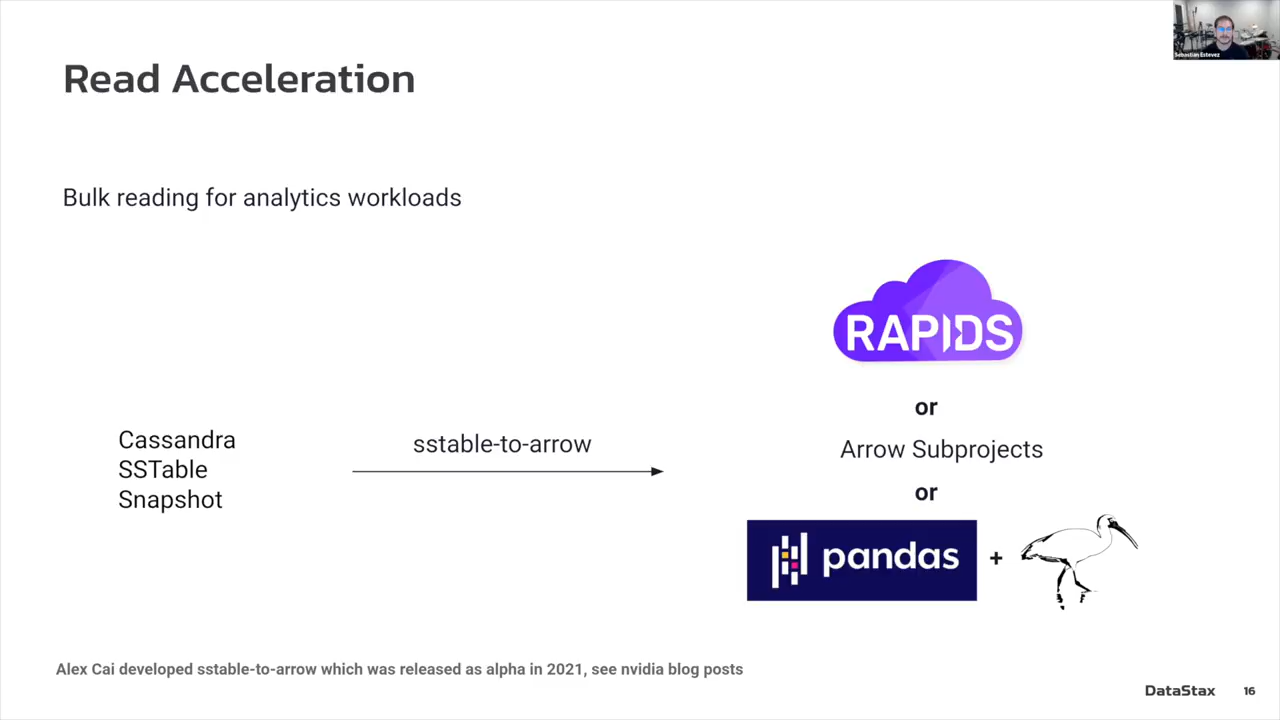 Sebastian Estevez
Read Acceleration
Bulk reading for analytics workloads
RAPIDS
or
Cassandra
SSTable
Snapshot
sstable-to-arrow
Arrow Subprojects
or
pandas
+
Alex Cai developed sstable-to-arrow which was released as alpha in 2021, see nvidia blog posts
DataStax
16